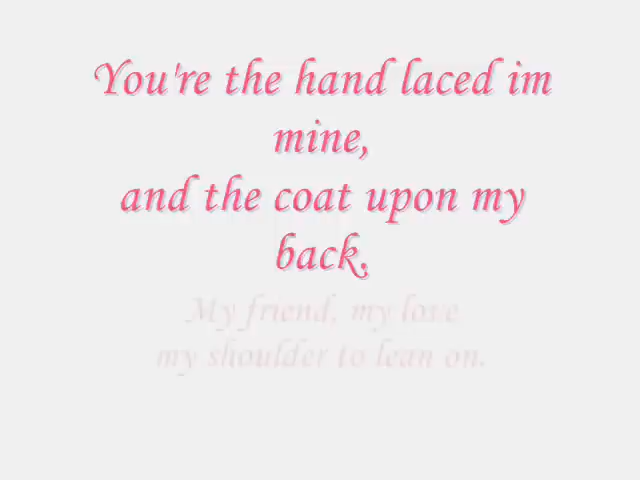 You're the hand laced im
mine,
and the coat upon my
back.
My friend, my love
my shoulder to lean on.